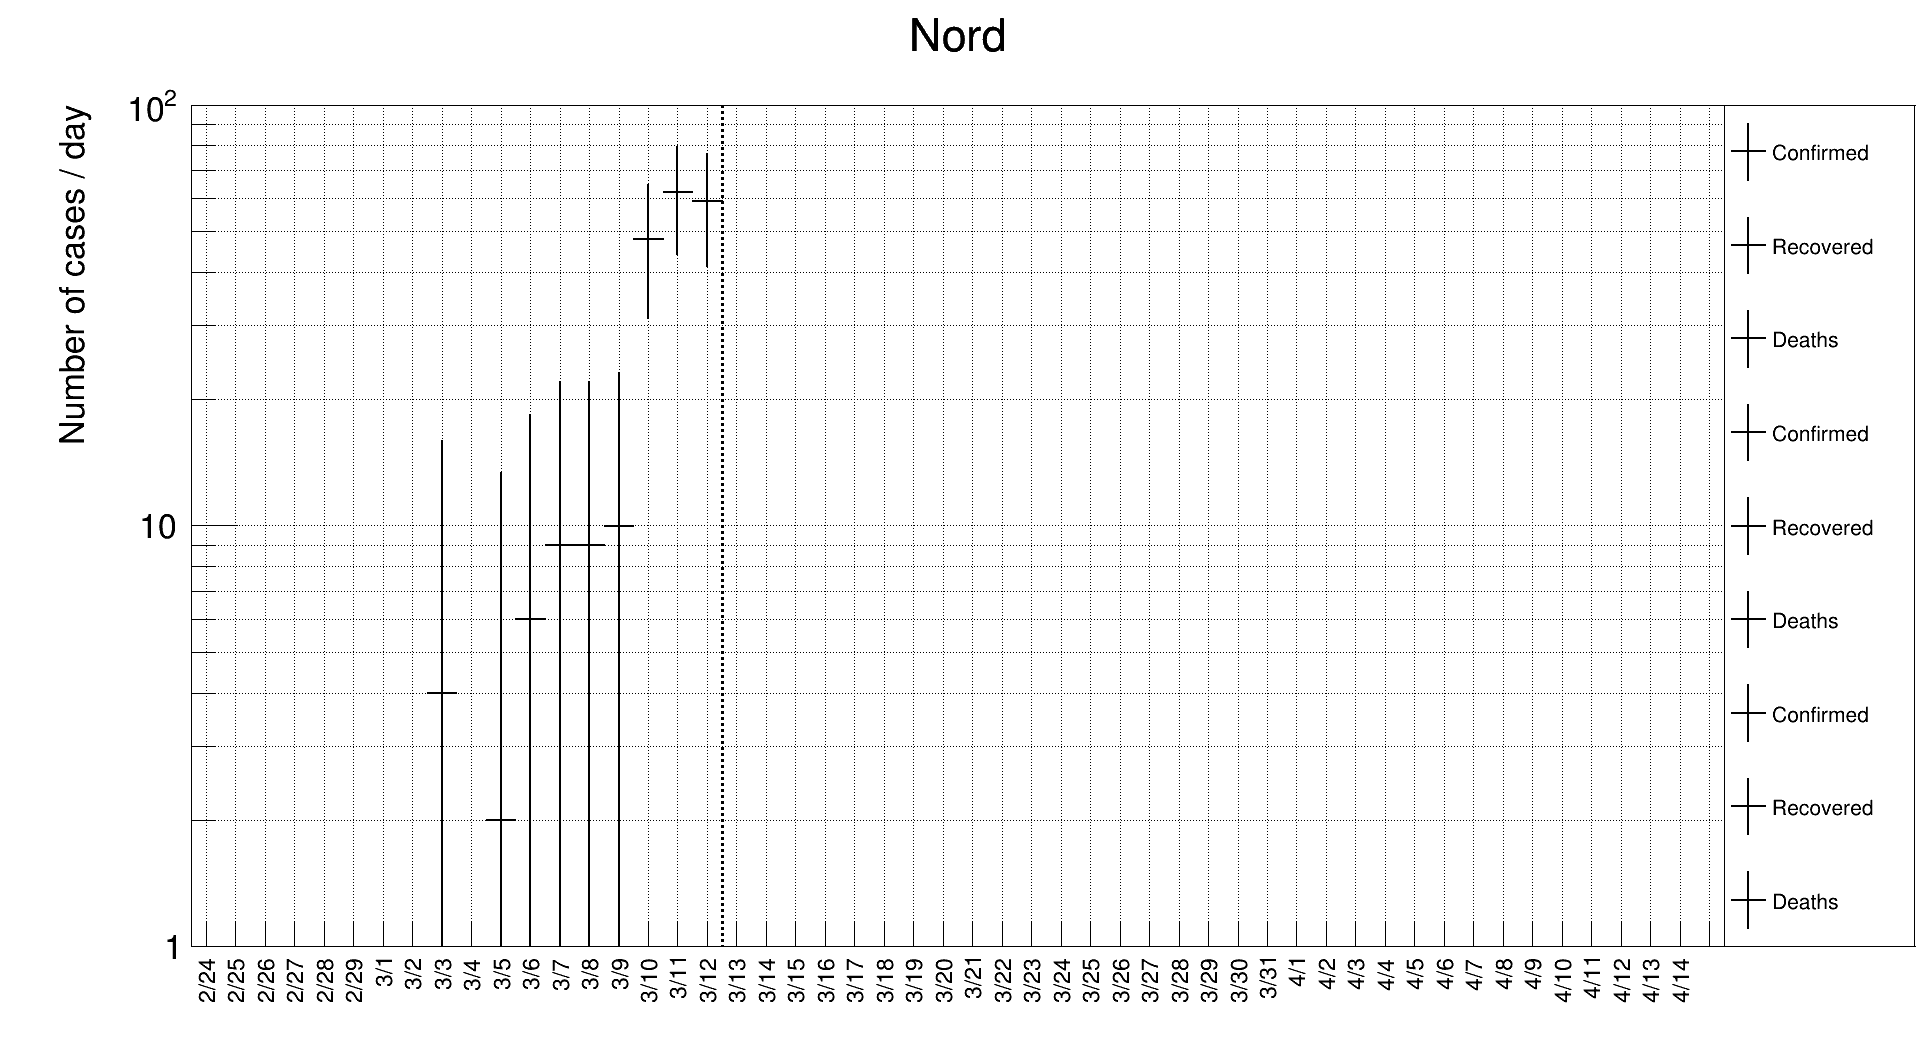 Nord
Number of cases / day
10²
10
1
2/24 2/25 2/26 2/27 2/28 2/29 3/1 3/2 3/3 3/4 3/5 3/6 3/7 3/8 3/9 3/10 3/11 3/12 3/13 3/14 3/15 3/16 3/17 3/18 3/19 3/20 3/21 3/22 3/23 3/24 3/25 3/26 3/27 3/28 3/29 3/30 3/31 4/1 4/2 4/3 4/4 4/5 4/6 4/7 4/8 4/9 4/10 4/11 4/12 4/13 4/14
Confirmed
Recovered
Deaths
Confirmed
Recovered
Deaths
Confirmed
Recovered
Deaths